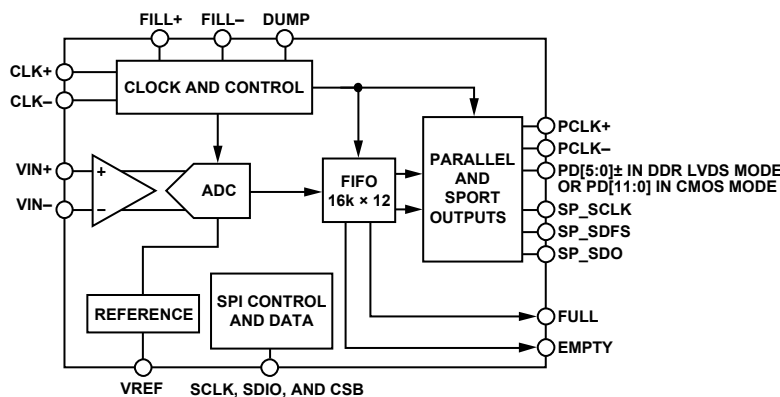 FILL+ FILL– DUMP
CLK+
CLK–
CLOCK AND CONTROL
VIN+
VIN–
+
–
ADC
FIFO
16k × 12
PARALLEL
AND
SPORT
OUTPUTS
PCLK+
PCLK–
PD[5:0]± IN DDR LVDS MODE
OR PD[11:0] IN CMOS MODE
SP_SCLK
SP_SDFS
SP_SDO
REFERENCE
SPI CONTROL
AND DATA
FULL
EMPTY
VREF
SCLK, SDIO, AND CSB